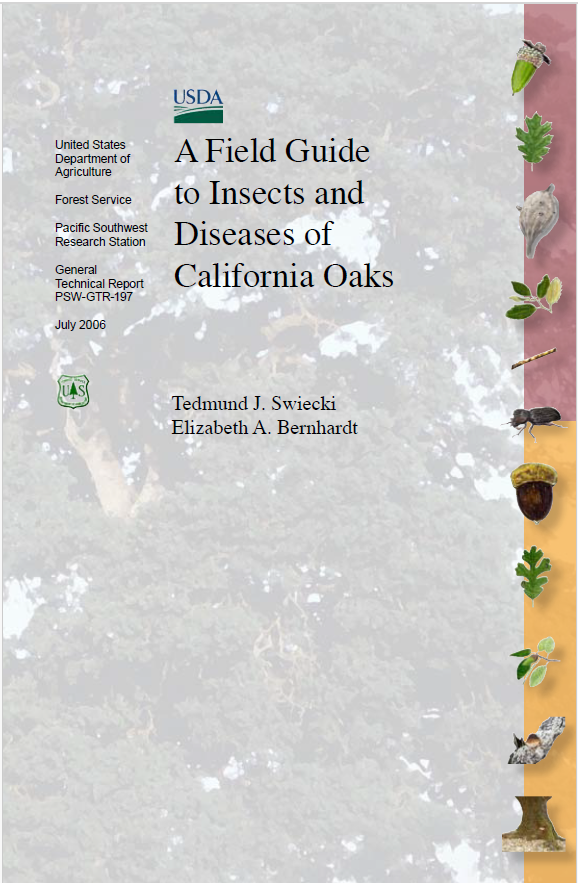 USDA
A Field Guide
to Insects and
Diseases of
California Oaks
United States
Department of
Agriculture
Forest Service
Pacific Southwest
Research Station
General
Technical Report
PSW-GTR-197
July 2006
U S
Tedmund J. Swiecki
Elizabeth A. Bernhardt